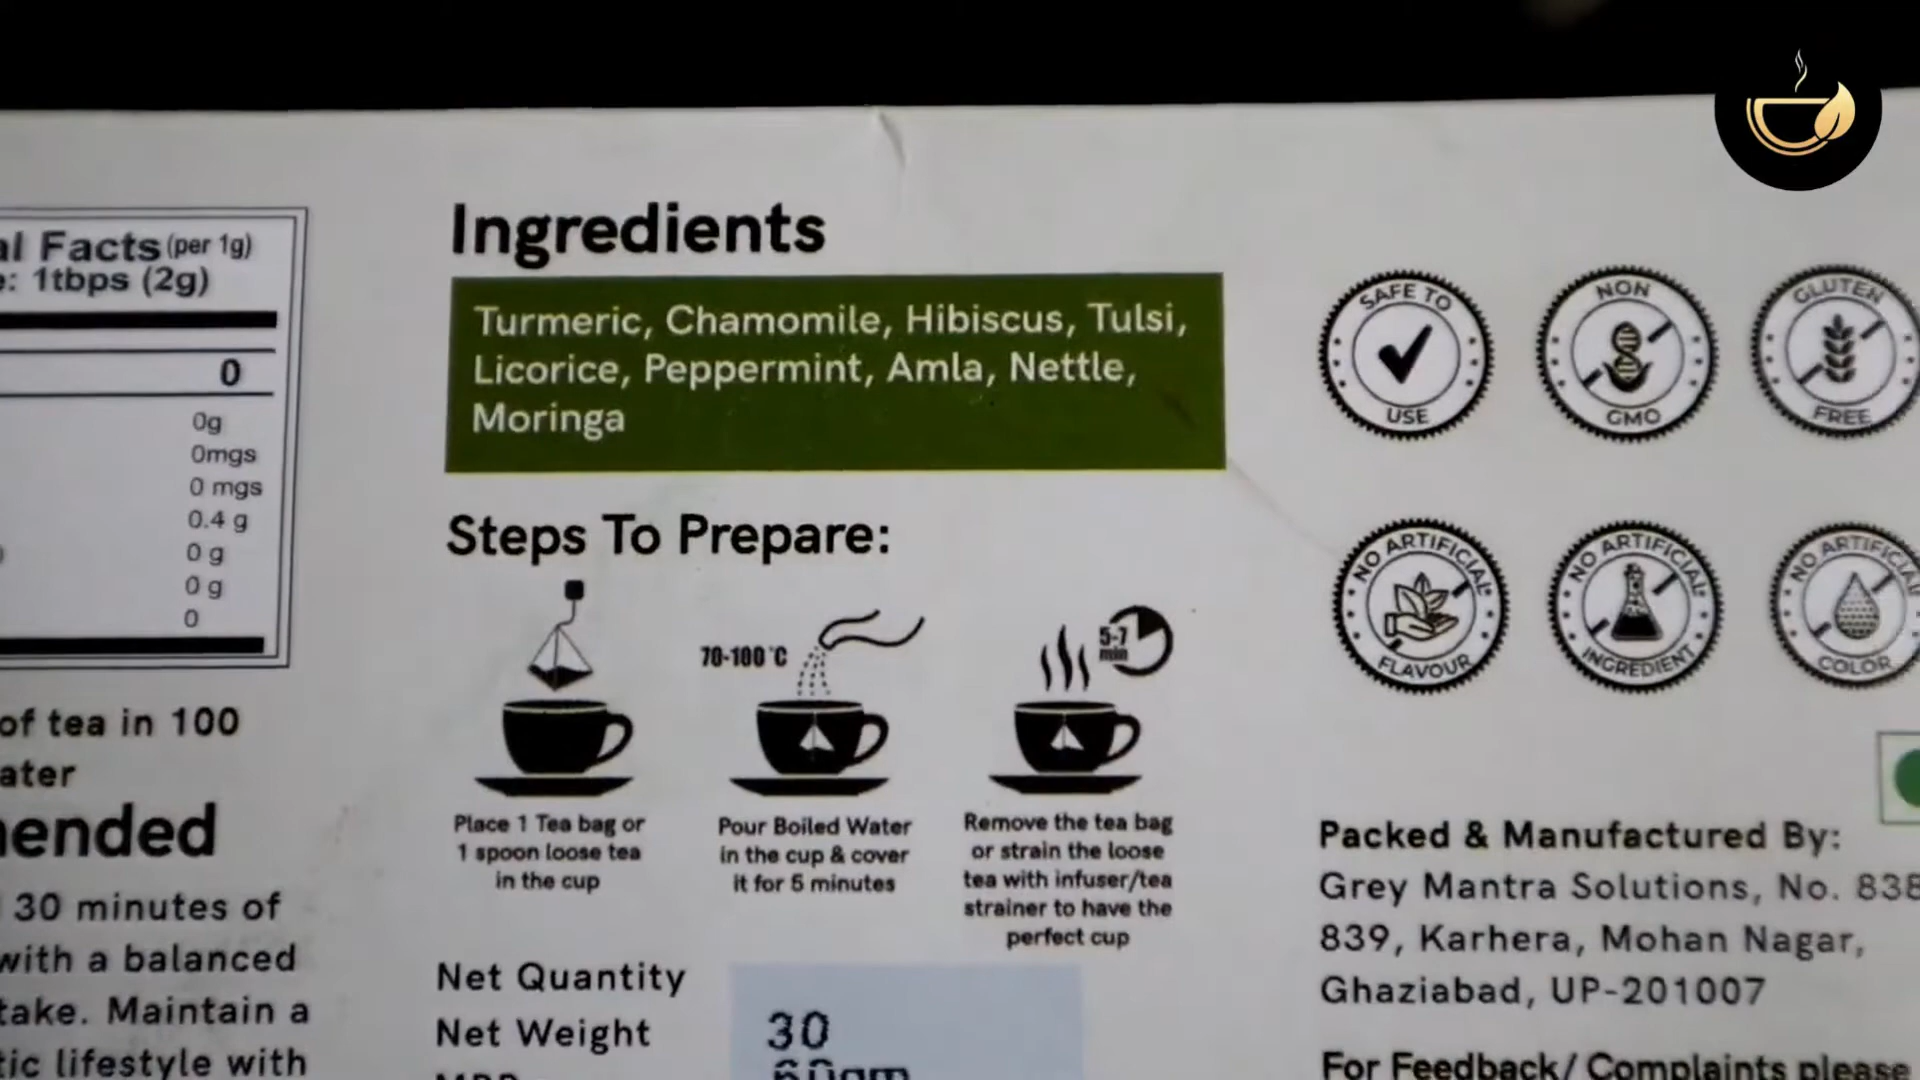 al Facts (per 1g)
e: 1tbps (2g)
0
0g
0mgs
0 mgs
0.4 g
0 g
0 g
0
of tea in 100
ater
ended
30 minutes of
with a balanced
take. Maintain a
tic lifestyle with
Ingredients
Turmeric, Chamomile, Hibiscus, Tulsi,
Licorice, Peppermint, Amla, Nettle,
Moringa
Steps To Prepare:
70-100°C
5-7
min
Place 1 Tea bag or
1 spoon loose tea
in the cup
Pour Boiled Water
in the cup & cover
it for 5 minutes
Remove the tea bag
or strain the loose
tea with infuser/tea
strainer to have the
perfect cup
Net Quantity
Net Weight
30
60gm
SAFE TO
USE
NON
GMO
GLUTEN
FREE
NO ARTIFICIAL
FLAVOUR
NO ARTIFICIAL
INGREDIENT
NO ARTIFICIAL
COLOR
Packed & Manufactured By:
Grey Mantra Solutions, No. 838
839, Karhera, Mohan Nagar,
Ghaziabad, UP-201007
For Feedback/ Complaints please